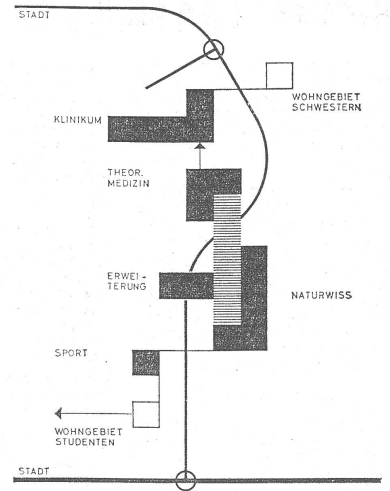 STADT
WOHNGEBIET
SCHWESTERN
KLINIKUM
THEOR.
MEDIZIN
ERWEI-
TERUNG
NATURWISS
SPORT
WOHNGEBIET
STUDENTEN
STADT